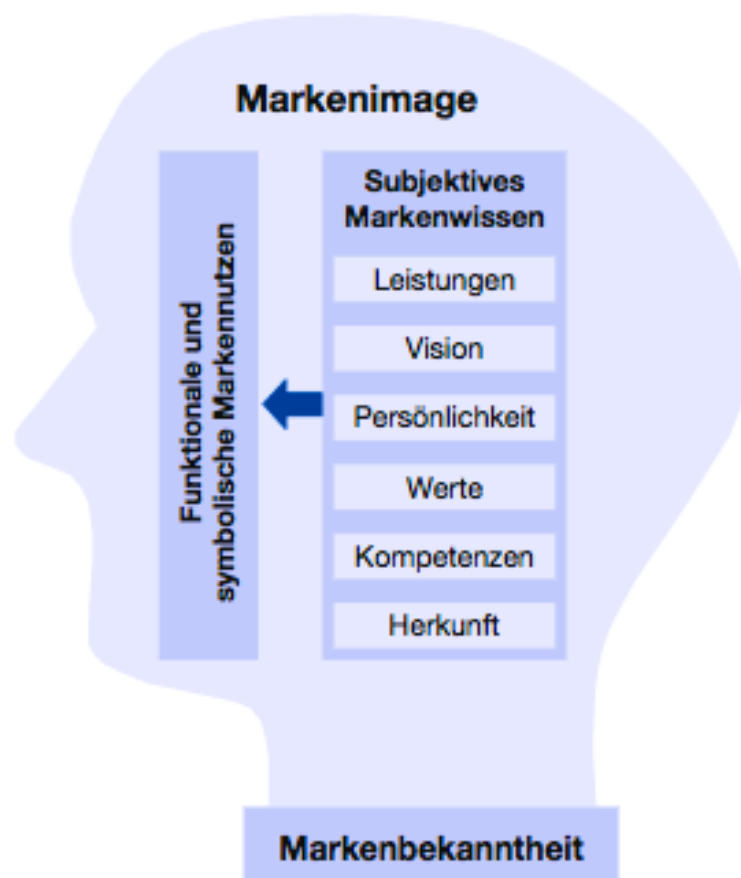 Markenimage
Funktionale und
symbolische Markennutzen
Subjektives
Markenwissen
Leistungen
Vision
Persönlichkeit
Werte
Kompetenzen
Herkunft
Markenbekanntheit